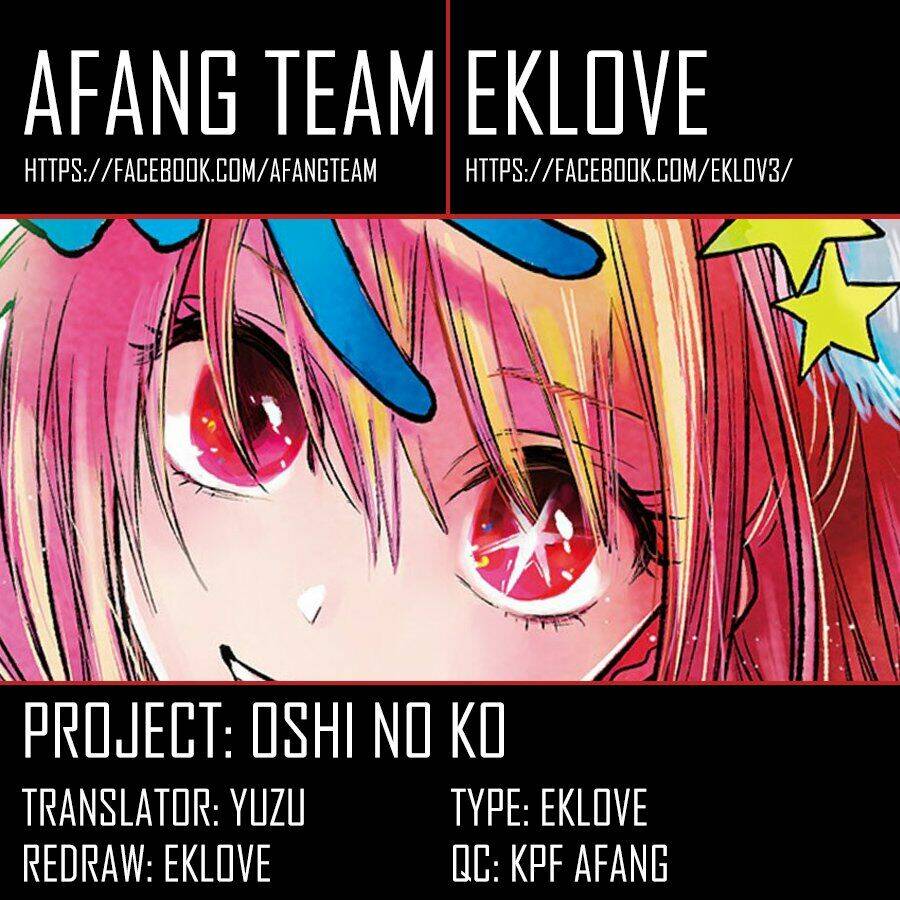 AFANG TEAM
HTTPS://FACEBOOK.COM/AFANGTEAM
EKLOVE
HTTPS://FACEBOOK.COM/EKLOV3/
PROJECT: OSHI NO KO
TRANSLATOR: YUZU
TYPE: EKLOVE
REDRAW: EKLOVE
QC: KPF AFANG